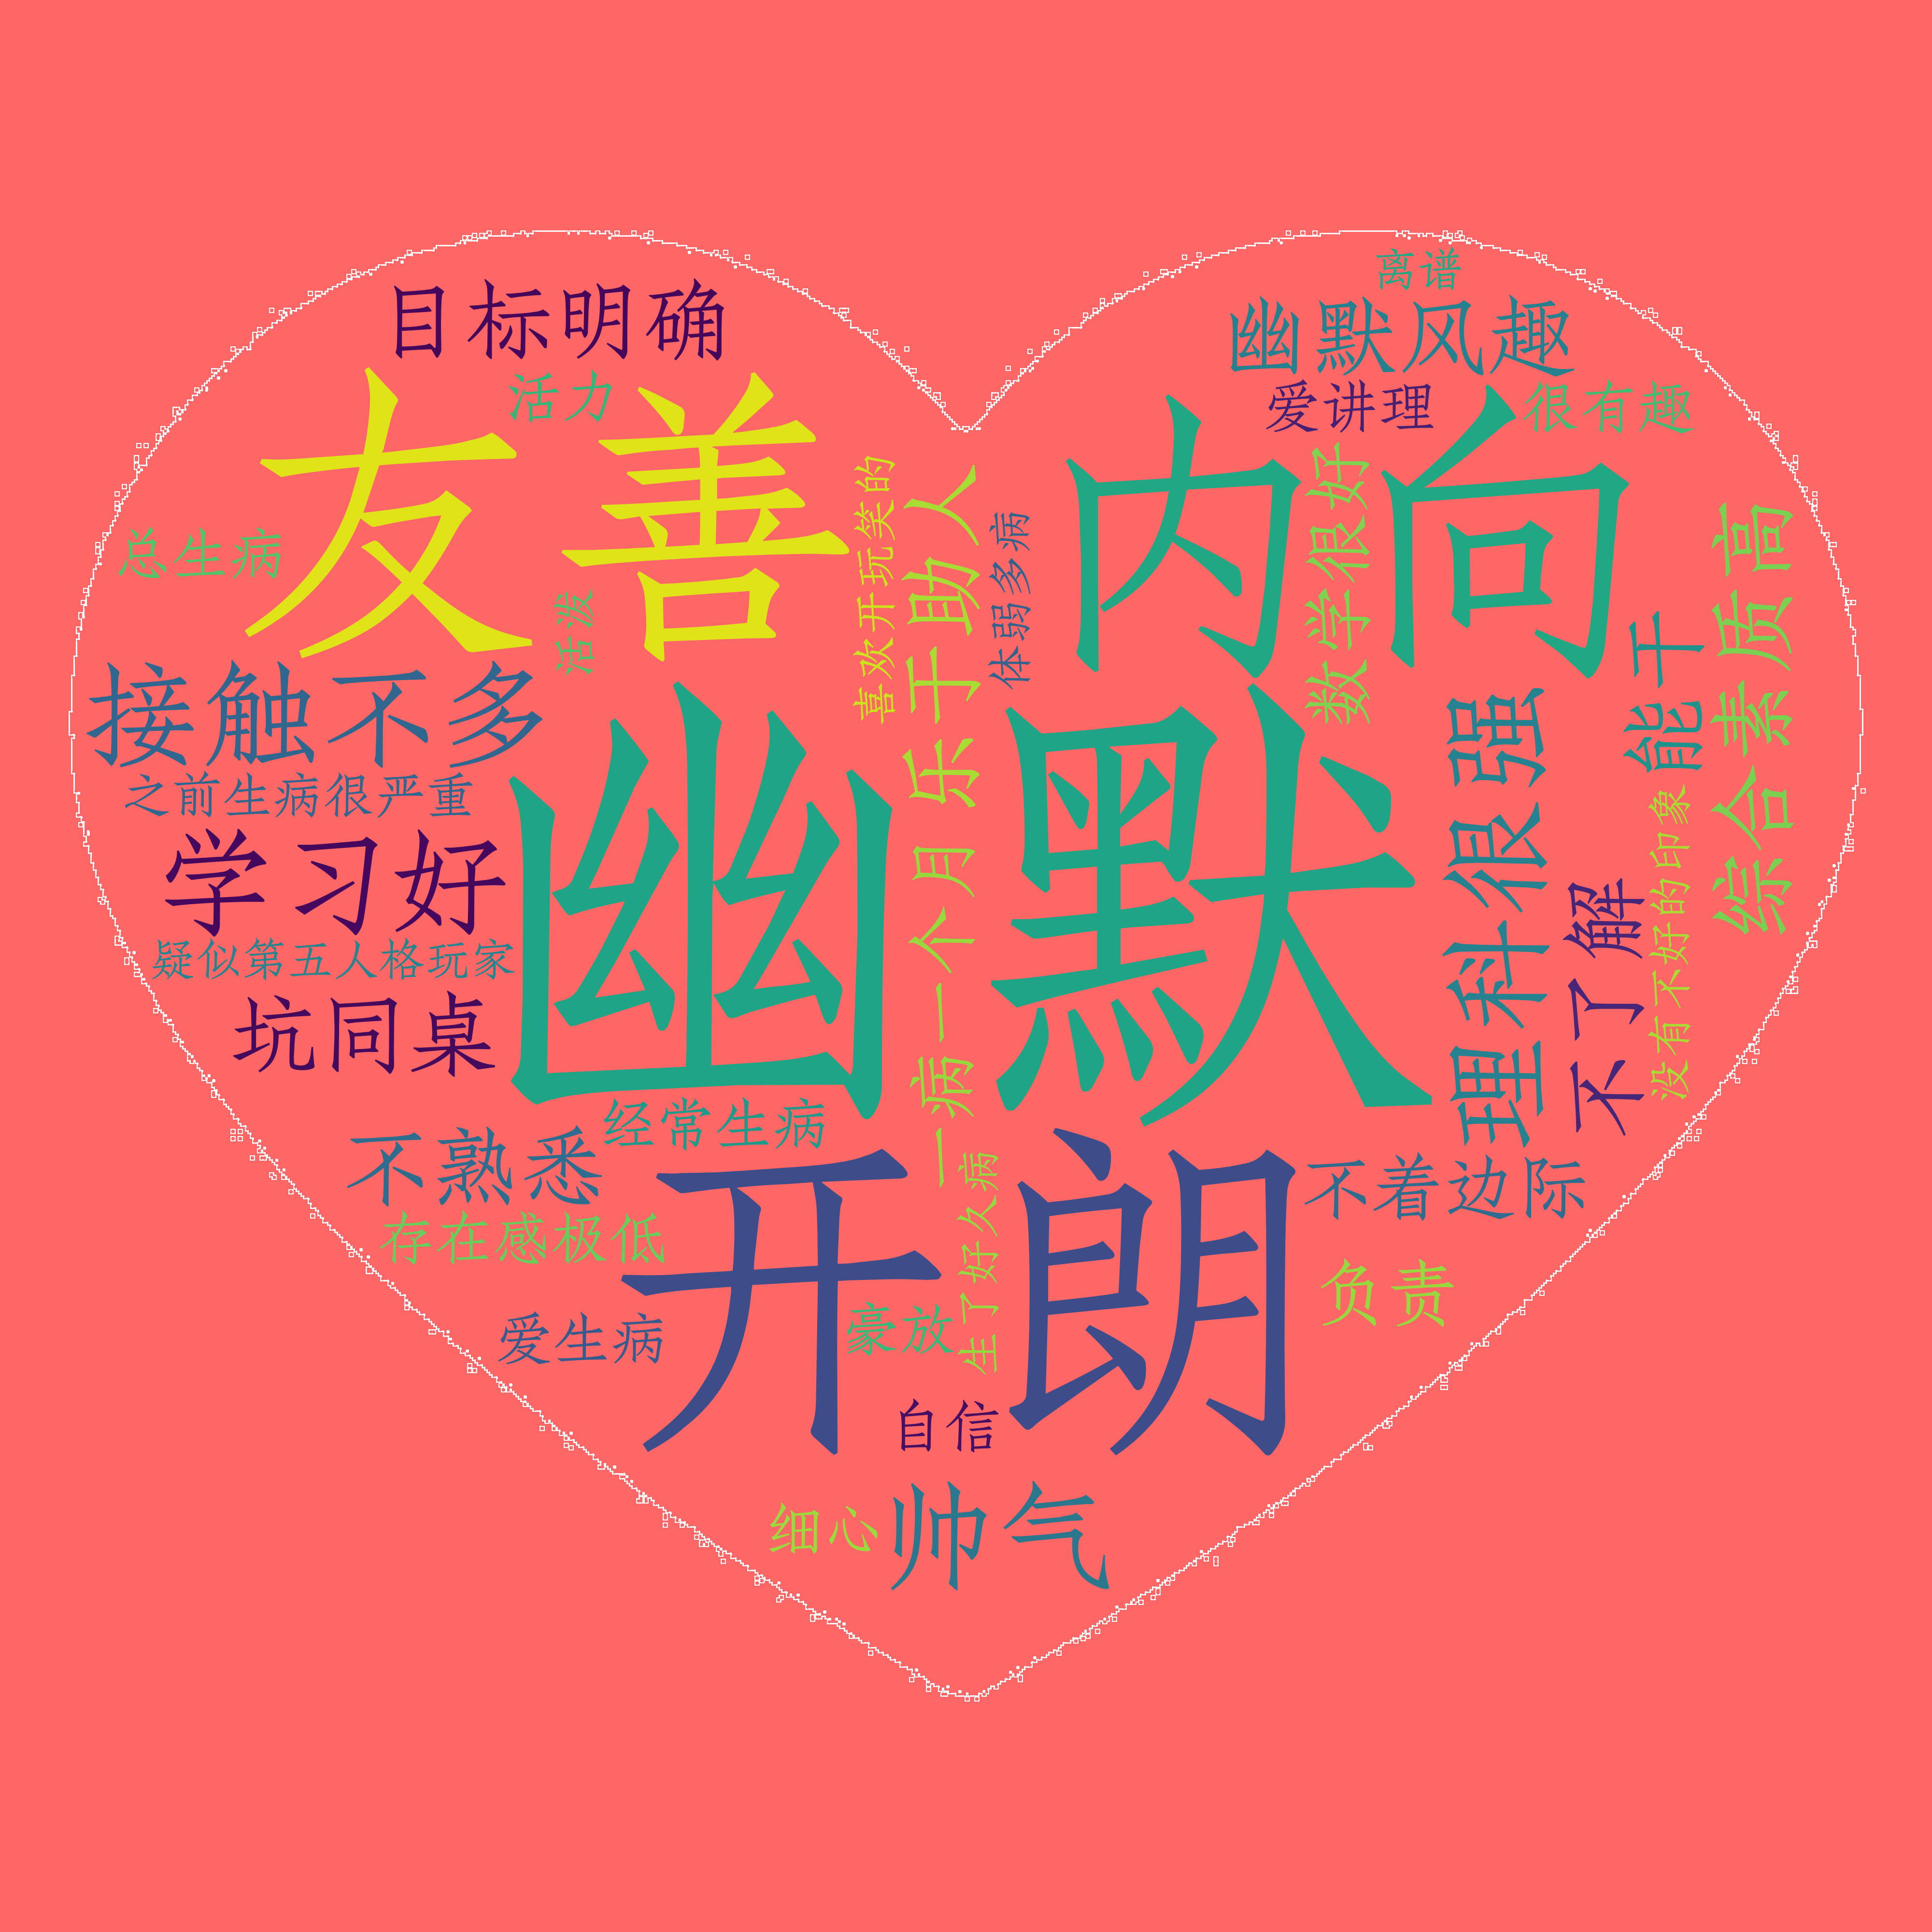 离谱
目标明确
幽默风趣
活力
爱讲理
很有趣
友善
内向
总生病
活泼
喜欢开玩笑的
乐于助人
体弱多病
数学很好
综合素质高
能干
接触不多
之前生病很严重
幽默
理科很强
学习好
不了解
没有不好的印象
疑似第五人格玩家
坑同桌
一病一个月
经常生病
不熟悉
开朗
生了好久病
不着边际
存在感极低
负责
爱生病
豪放
自信
细心
帅气